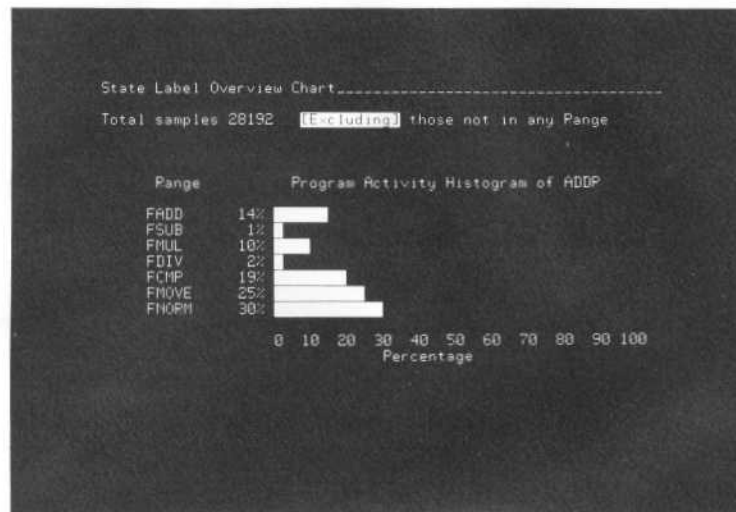 State Label Overview Chart
Total samples 28192 [Excluding] those not in any Range
Range Program Activity Histogram of ADDR
FADD 14%
FSUB 1%
FMUL 10%
FDIV 2%
FCMP 19%
FMOVE 25%
FNORM 30%
0 10 20 30 40 50 60 70 80 90 100
Percentage